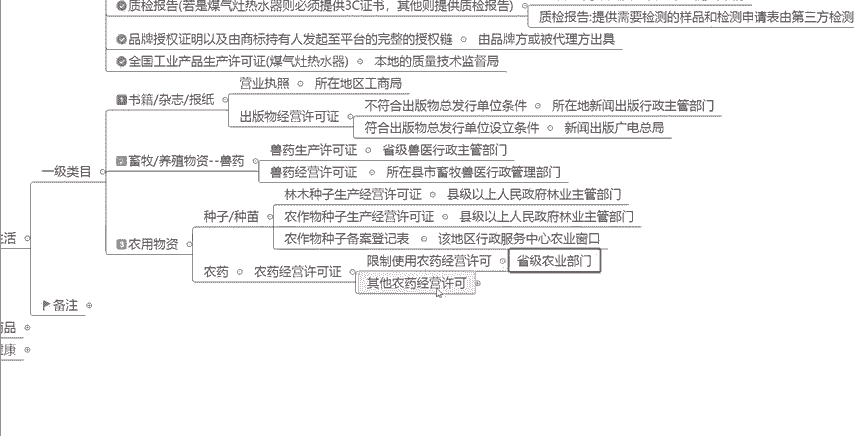 质检报告(若是煤气灶热水器则必须提供3C证书，其他则提供质检报告)
质检报告:提供需要检测的样品和检测申请表由第三方检测
品牌授权证明以及由商标持有人发起至平台的完整的授权链 由品牌方或被代理方出具
全国工业产品生产许可证(煤气灶热水器) 本地的质量技术监督局
营业执照 所在地区工商局
1 书籍/杂志/报纸
不符合出版物总发行单位条件 所在地新闻出版行政主管部门
出版物经营许可证
符合出版物总发行单位设立条件 新闻出版广电总局
兽药生产许可证 省级兽医行政主管部门
2 畜牧/养殖物资--兽药
一级类目
兽药经营许可证 所在县市畜牧兽医行政管理部门
林木种子生产经营许可证 县级以上人民政府林业主管部门
种子/种苗 农作物种子生产经营许可证 县级以上人民政府林业主管部门
生活
农作物种子备案登记表 该地区行政服务中心农业窗口
3 农用物资
限制使用农药经营许可 省级农业部门
农药 农药经营许可证
其他农药经营许可
备注
商品
健康